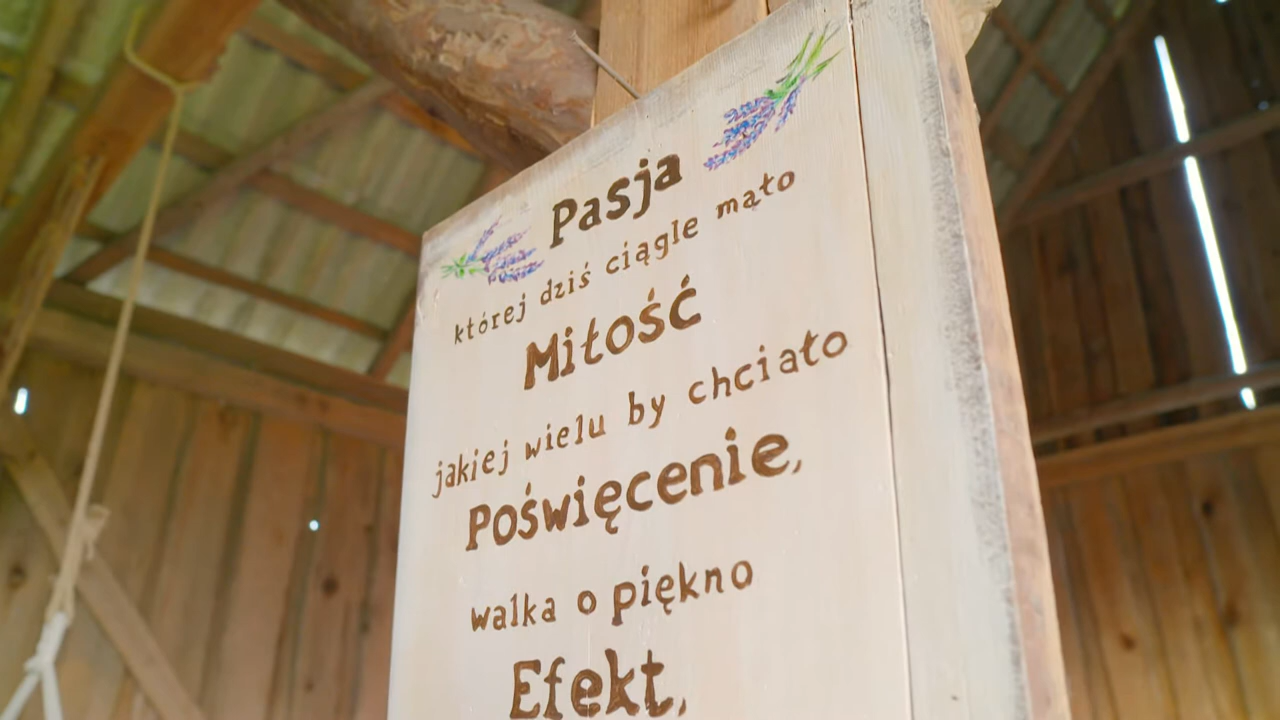 Pasja
której dziś ciągle mało
Miłość
jakiej wielu by chciało
Poświęcenie,
walka o piękno
Efekt,